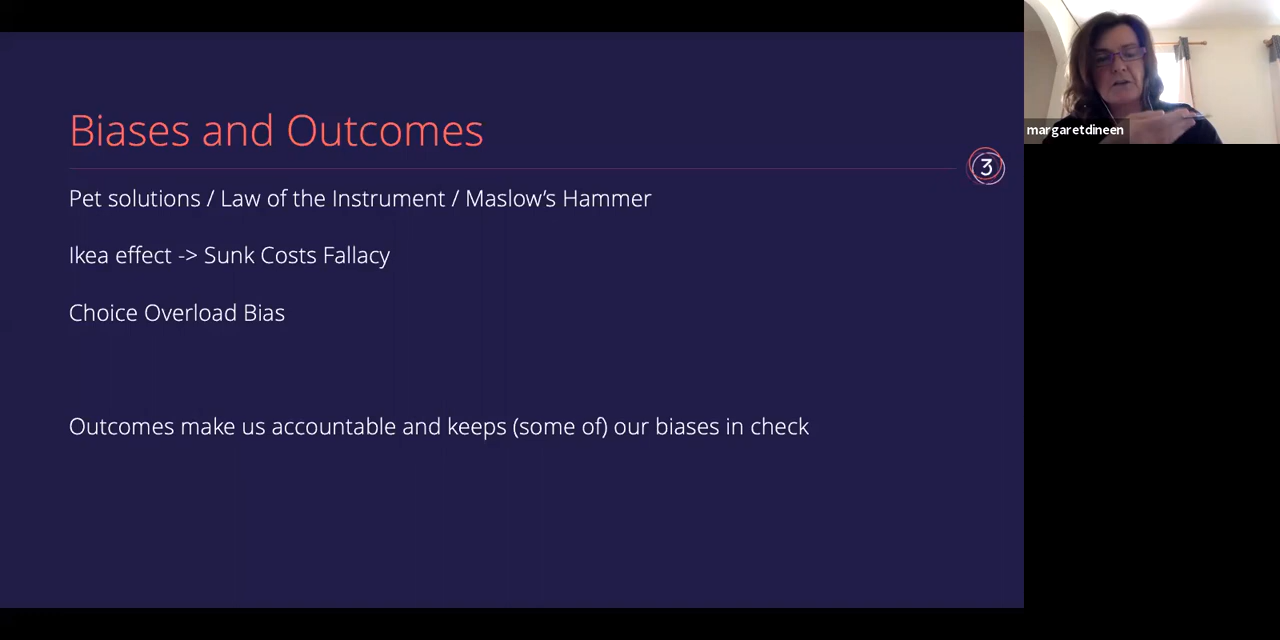 Biases and Outcomes
3
Pet solutions / Law of the Instrument / Maslow’s Hammer
Ikea effect -> Sunk Costs Fallacy
Choice Overload Bias
Outcomes make us accountable and keeps (some of) our biases in check
margaretdineen